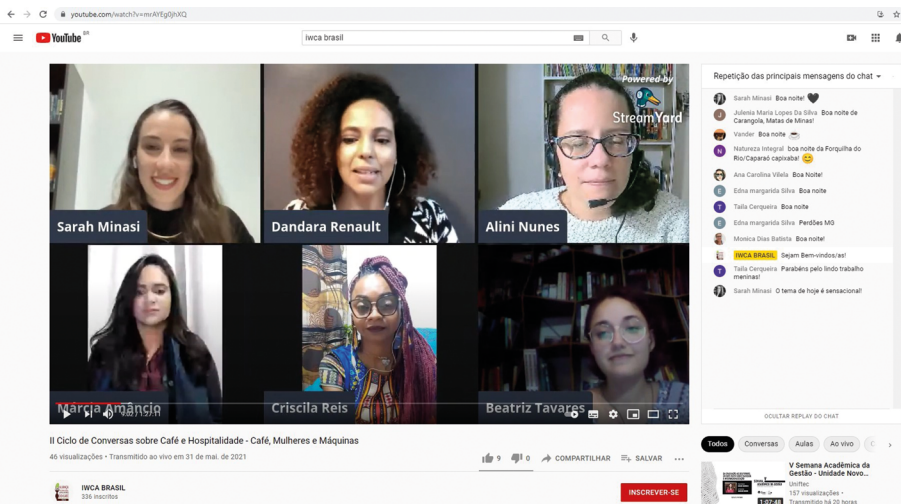 youtube.com/watch?v=mrAYEg0jhXQ
YouTube BR
iwca brasil
Powered by
StreamYard
Sarah Minasi
Dandara Renault
Alini Nunes
Márcia Amâncio
Criscila Reis
Beatriz Tavares
II Ciclo de Conversas sobre Café e Hospitalidade - Café, Mulheres e Máquinas
46 visualizações • Transmitido ao vivo em 31 de mai. de 2021
9
0
COMPARTILHAR
SALVAR
IWCA BRASIL
336 inscritos
INSCREVER-SE
Repetição das principais mensagens do chat
Sarah Minasi Boa noite!
Julenia Maria Lopes Da Silva Boa noite de
Carangola, Matas de Minas!
Vander Boa noite
Natureza Integral boa noite da Forquilha do
Rio/Caparaó capixaba!
Ana Carolina Vilela Boa Noite!
Edna margarida Silva Boa noite
Taila Cerqueira Boa noite
Edna margarida Silva Perdões MG
Monica Dias Batista Boa noite!
IWCA BRASIL Sejam Bem-vindos/as!
Taila Cerqueira Parabéns pelo lindo trabalho
meninas!
Sarah Minasi O tema de hoje é sensacional!
OCULTAR REPLAY DO CHAT
Todos
Conversas
Aulas
Ao vivo
V Semana Acadêmica da
Gestão - Unidade Novo...
Uniftec
157 visualizações •
Transmitido há 20 horas
1:07:48